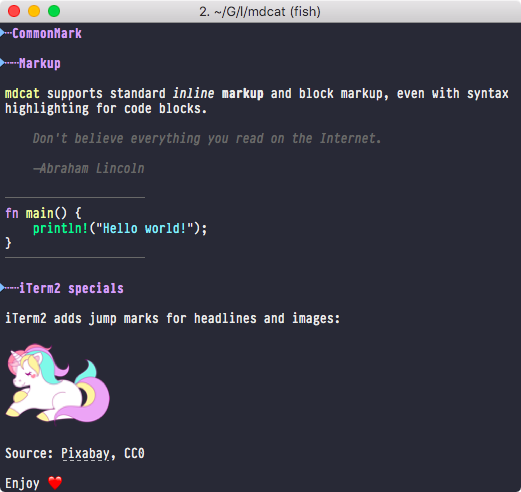 2. ~/G/l/mdcat (fish)
┄CommonMark
┄┄Markup
mdcat supports standard inline markup and block markup, even with syntax
highlighting for code blocks.
Don't believe everything you read on the Internet.
—Abraham Lincoln
fn main() {
println!("Hello world!");
}
┄┄iTerm2 specials
iTerm2 adds jump marks for headlines and images:
Source: Pixabay, CC0
Enjoy ❤️